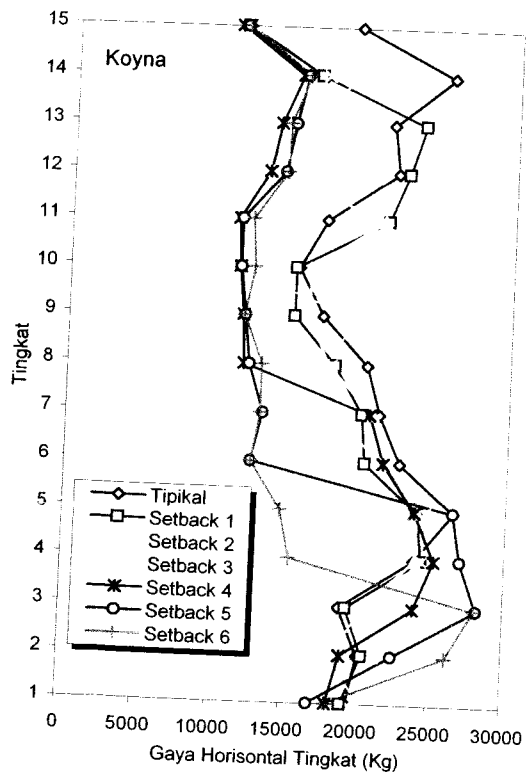 15
14
13
12
11
10
9
8
7
6
5
4
3
2
1
Tingkat
Koyna
Tipikal
Setback 1
Setback 2
Setback 3
Setback 4
Setback 5
Setback 6
0 5000 10000 15000 20000 25000 30000
Gaya Horisontal Tingkat (Kg)